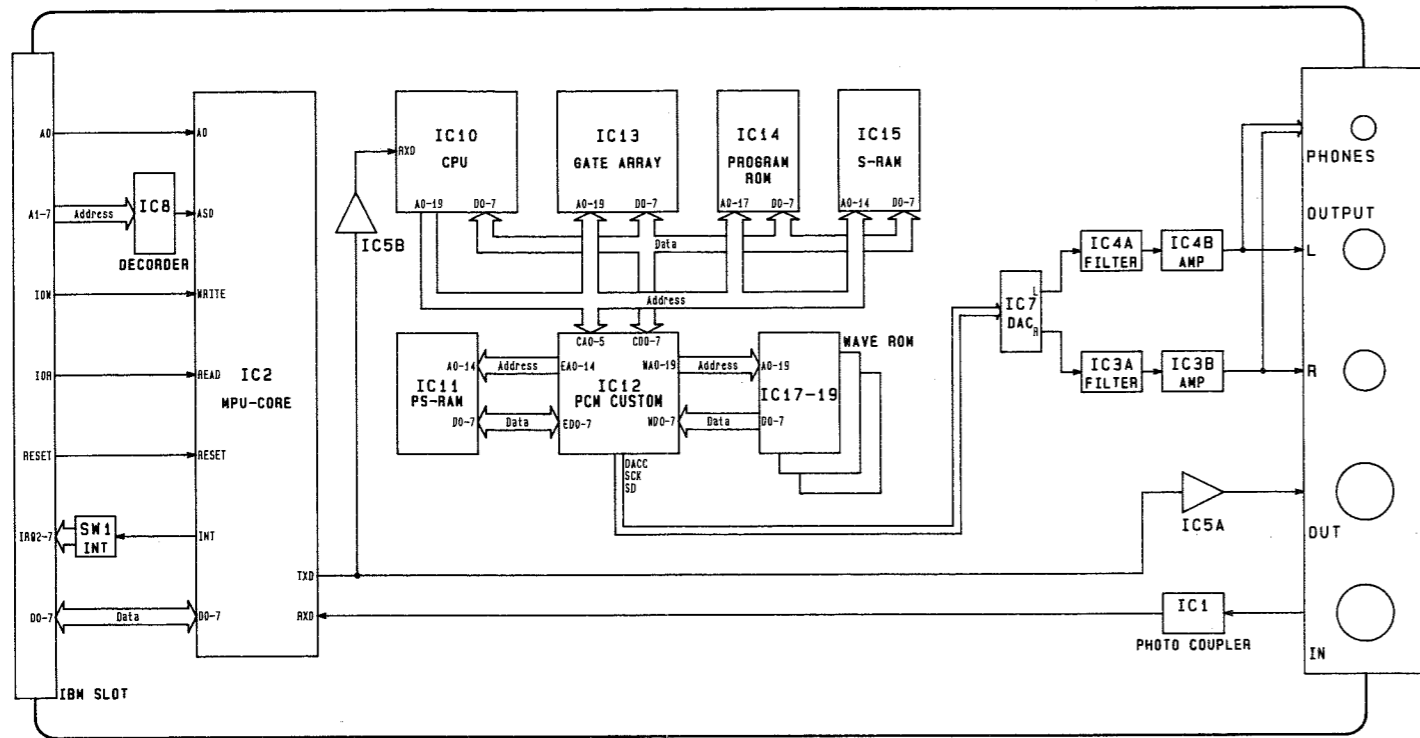 A0
A1-7
IOW
IOR
RESET
IRQ2-7
D0-7
IBM SLOT
Address
IC8
DECORDER
SW1
INT
Data
A0
ASD
WRITE
READ
IC2
MPU-CORE
RESET
INT
TXD
D0-7
RXD
IC5B
RXD
IC10
CPU
A0-19
D0-7
IC13
GATE ARRAY
A0-19
D0-7
IC14
PROGRAM
ROM
A0-17
D0-7
IC15
S-RAM
A0-14
D0-7
Data
Address
A0-14
IC11
PS-RAM
D0-7
Address
Data
CA0-5
CD0-7
EA0-14
WA0-19
IC12
PCM CUSTOM
ED0-7
WD0-7
DACC
SCK
SD
Address
Data
WAVE ROM
A0-19
IC17-19
D0-7
IC7
DAC
L
R
IC4A
FILTER
IC4B
AMP
IC3A
FILTER
IC3B
AMP
IC5A
IC1
PHOTO COUPLER
PHONES
OUTPUT
L
R
OUT
IN